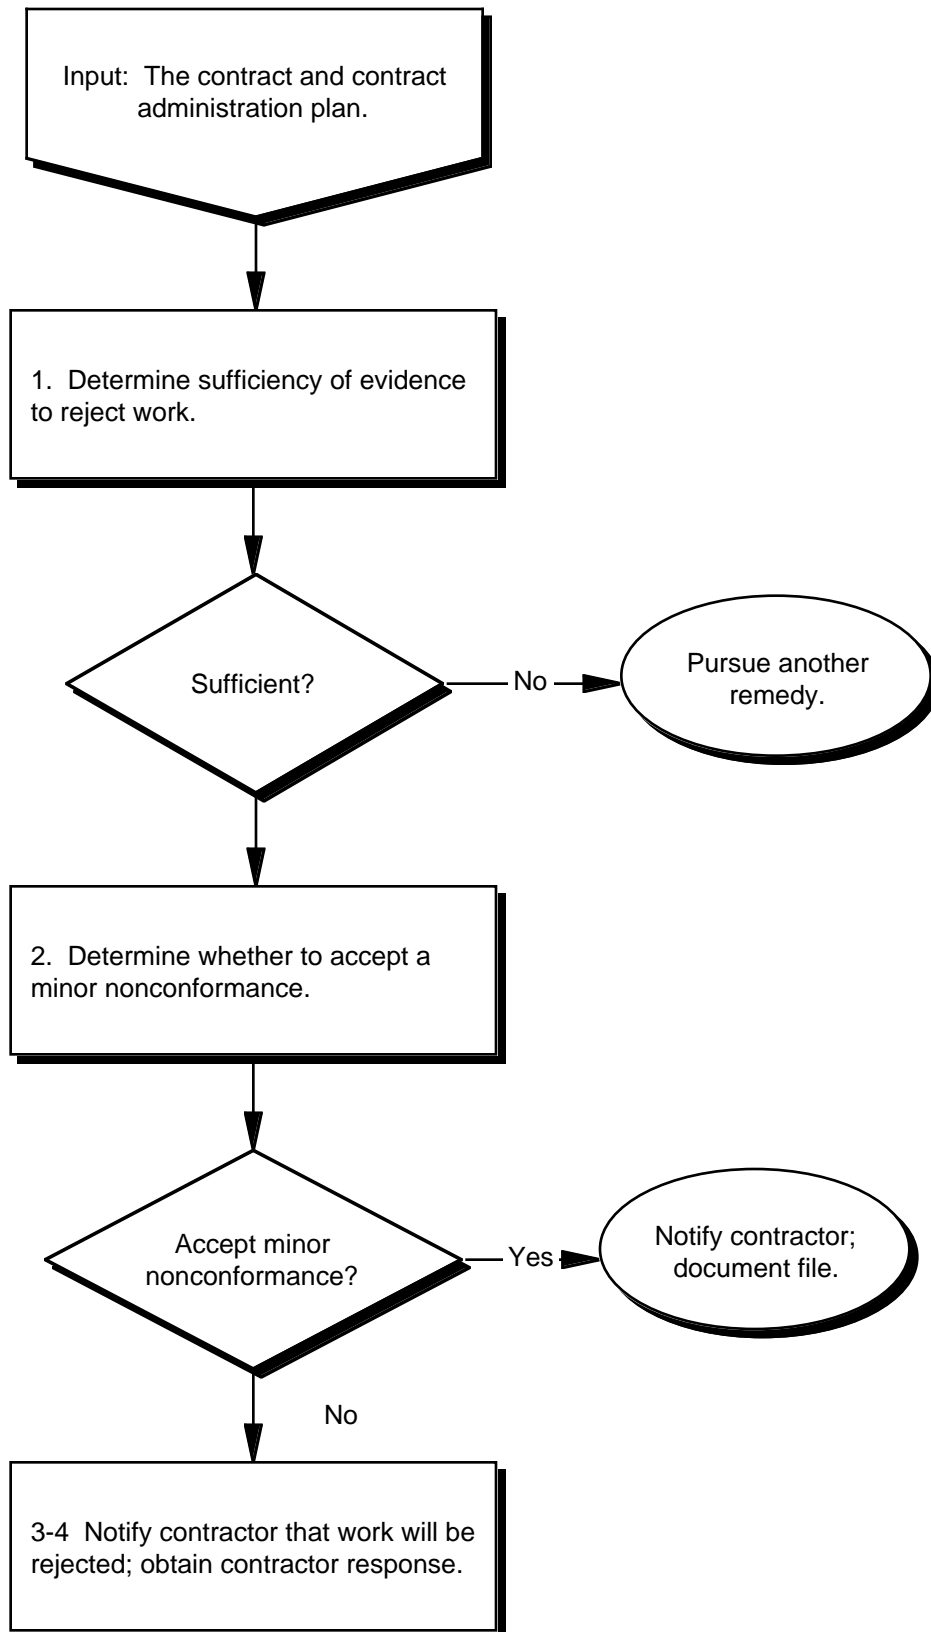 Input:  The contract and contract
administration plan.
1.  Determine sufficiency of evidence
to reject work.
Sufficient?
No
Pursue another
remedy.
2.  Determine whether to accept a
minor nonconformance.
Accept minor
nonconformance?
Yes
Notify contractor;
document file.
No
3-4  Notify contractor that work will be
rejected; obtain contractor response.